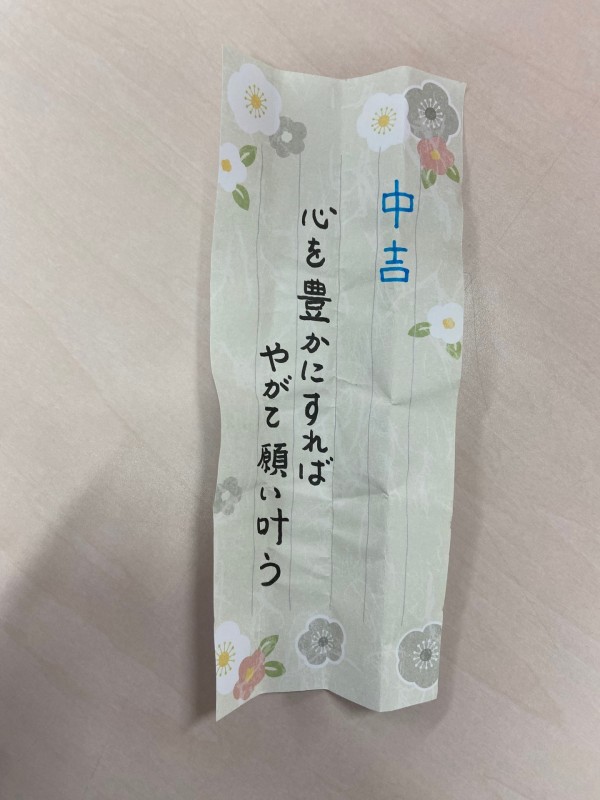 中吉
心を豊かにすれば
やがて願い叶う